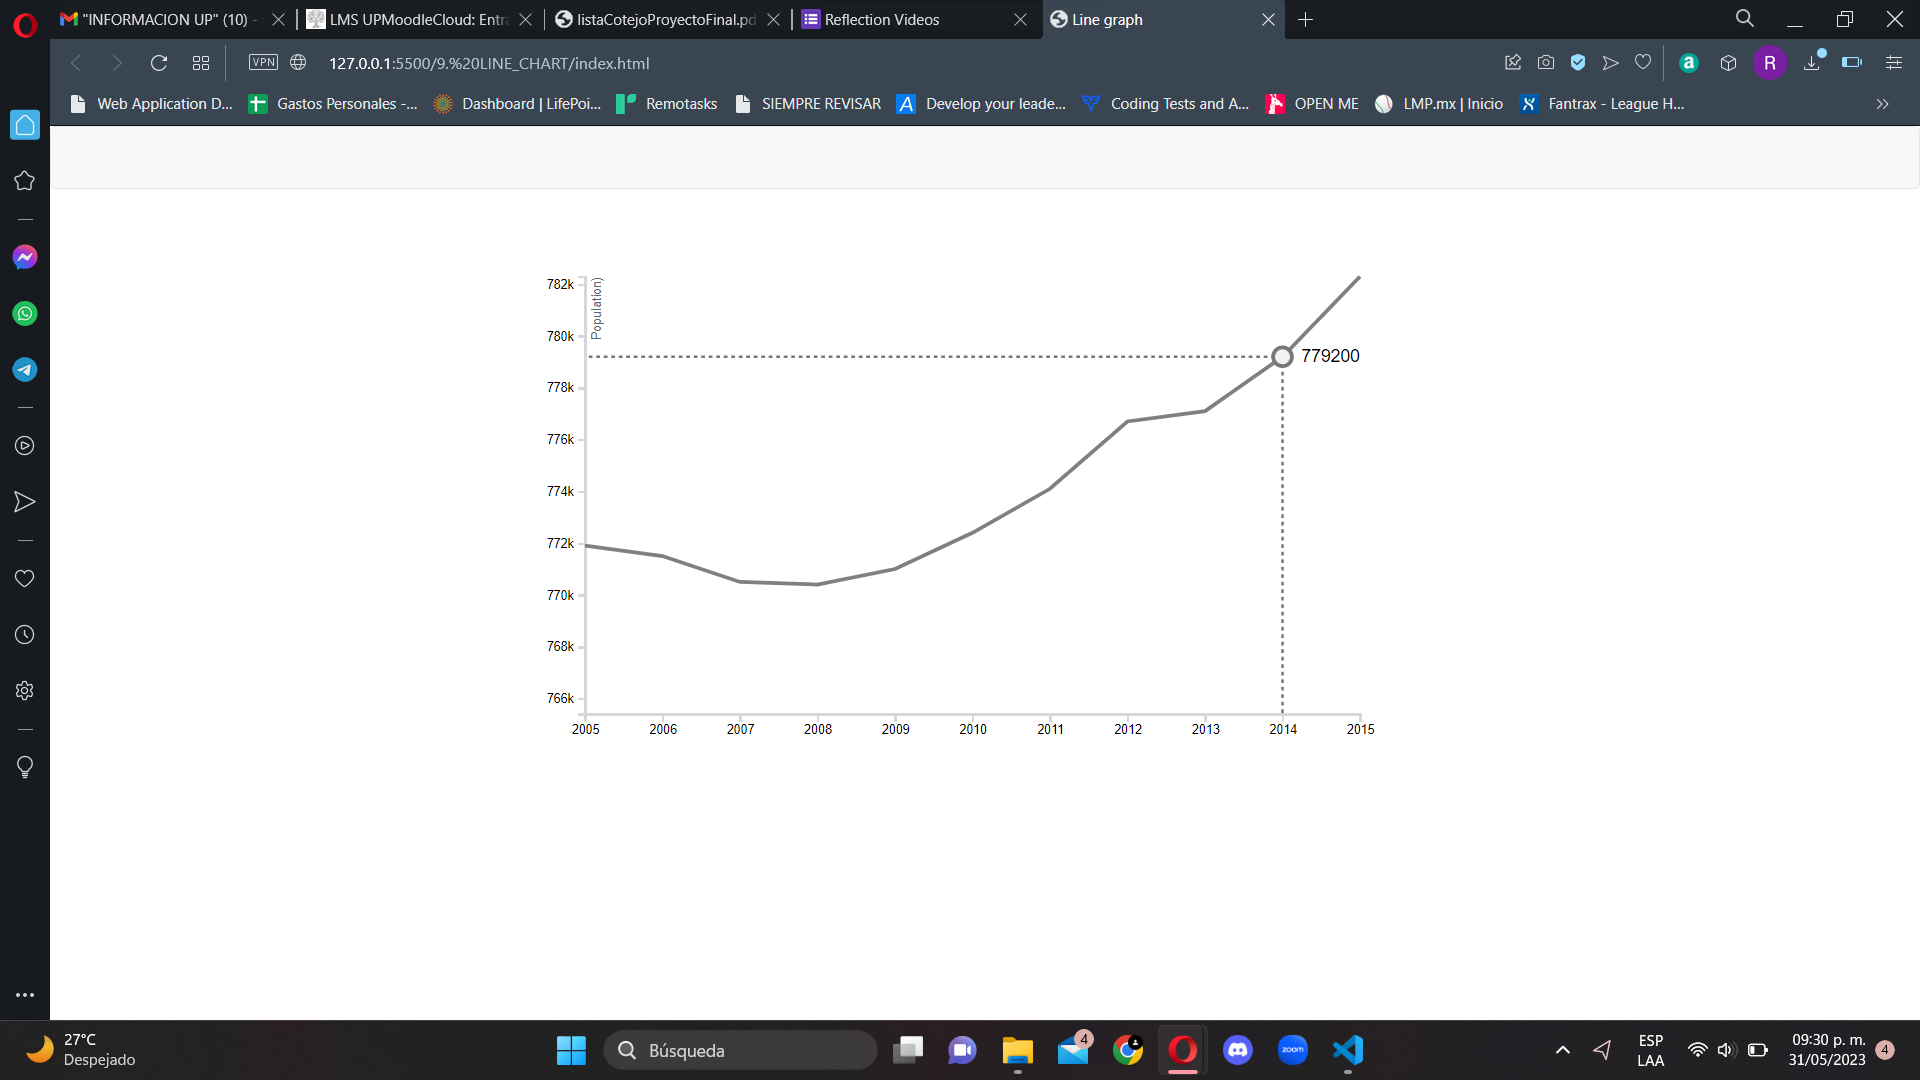 "INFORMACION UP" (10) -
LMS UPMoodleCloud: Entra
listaCotejoProyectoFinal.pd
Reflection Videos
Line graph
VPN
127.0.0.1:5500/9.%20LINE_CHART/index.html
a
R
Web Application D...
Gastos Personales -...
Dashboard | LifePoi...
Remotasks
SIEMPRE REVISAR
Develop your leade...
Coding Tests and A...
OPEN ME
LMP.mx | Inicio
Fantrax - League H...
782k
780k
778k
776k
774k
772k
770k
768k
766k
Population)
779200
2005
2006
2007
2008
2009
2010
2011
2012
2013
2014
2015
27°C
Despejado
Búsqueda
4
zoom
ESP
LAA
09:30 p. m.
31/05/2023
4